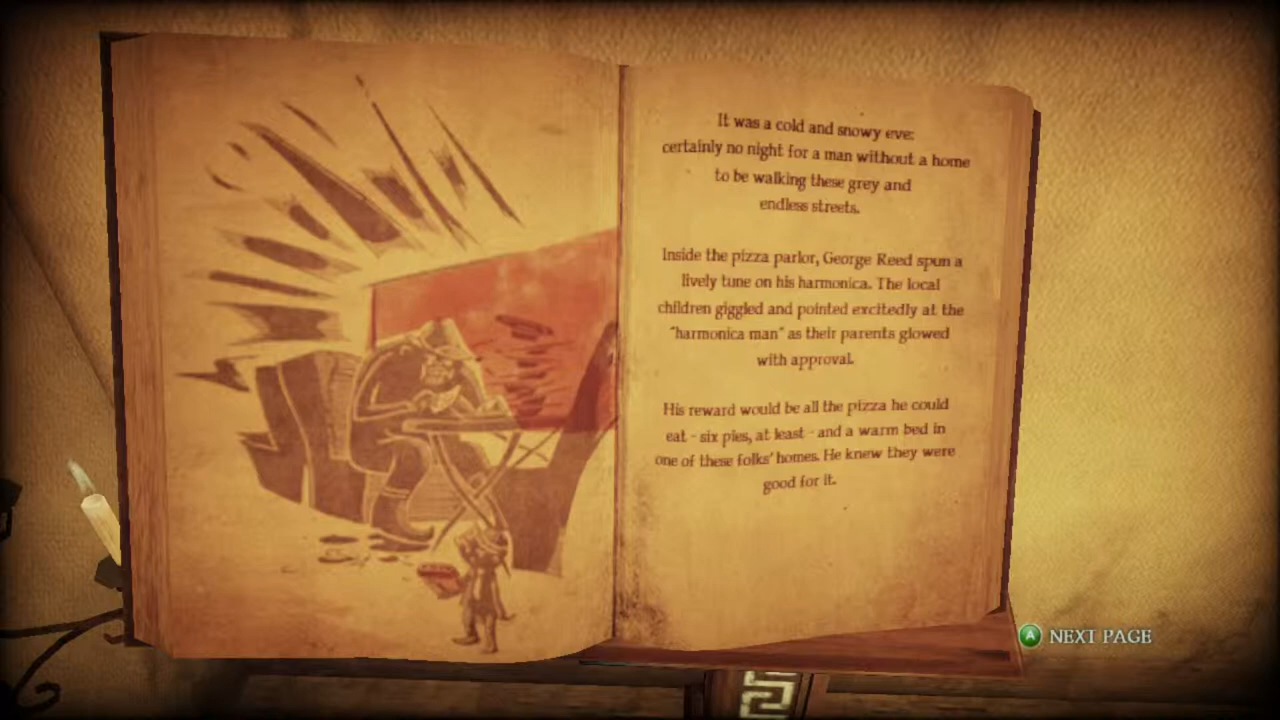 It was a cold and snowy eve:
certainly no night for a man without a home
to be walking these grey and
endless streets.
Inside the pizza parlor, George Reed spun a
lively tune on his harmonica. The local
children giggled and pointed excitedly at the
"harmonica man" as their parents glowed
with approval.
His reward would be all the pizza he could
eat - six pies, at least - and a warm bed in
one of these folks' homes. He knew they were
good for it.
A NEXT PAGE